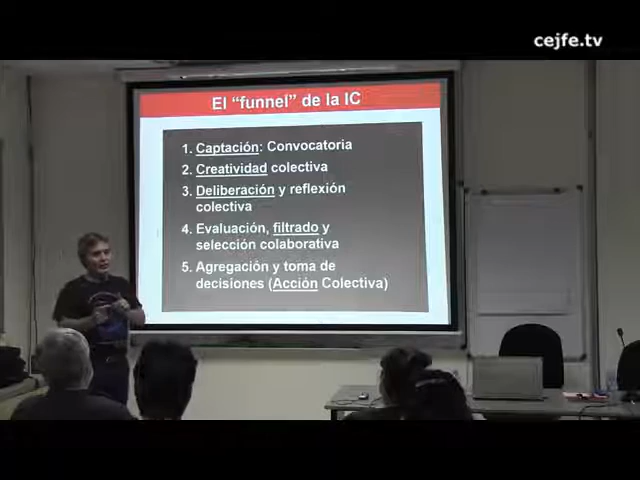 cejfe.tv
El “funnel” de la IC
1. Captación: Convocatoria
2. Creatividad colectiva
3. Deliberación y reflexión
colectiva
4. Evaluación, filtrado y
selección colaborativa
5. Agregación y toma de
decisiones (Acción Colectiva)